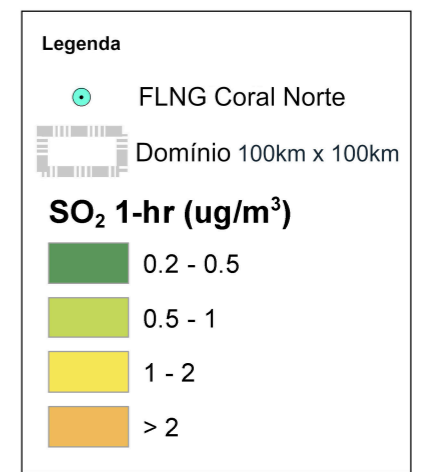 Legenda
FLNG Coral Norte
Domínio 100km x 100km
SO₂ 1-hr (ug/m³)
0.2 - 0.5
0.5 - 1
1 - 2
> 2